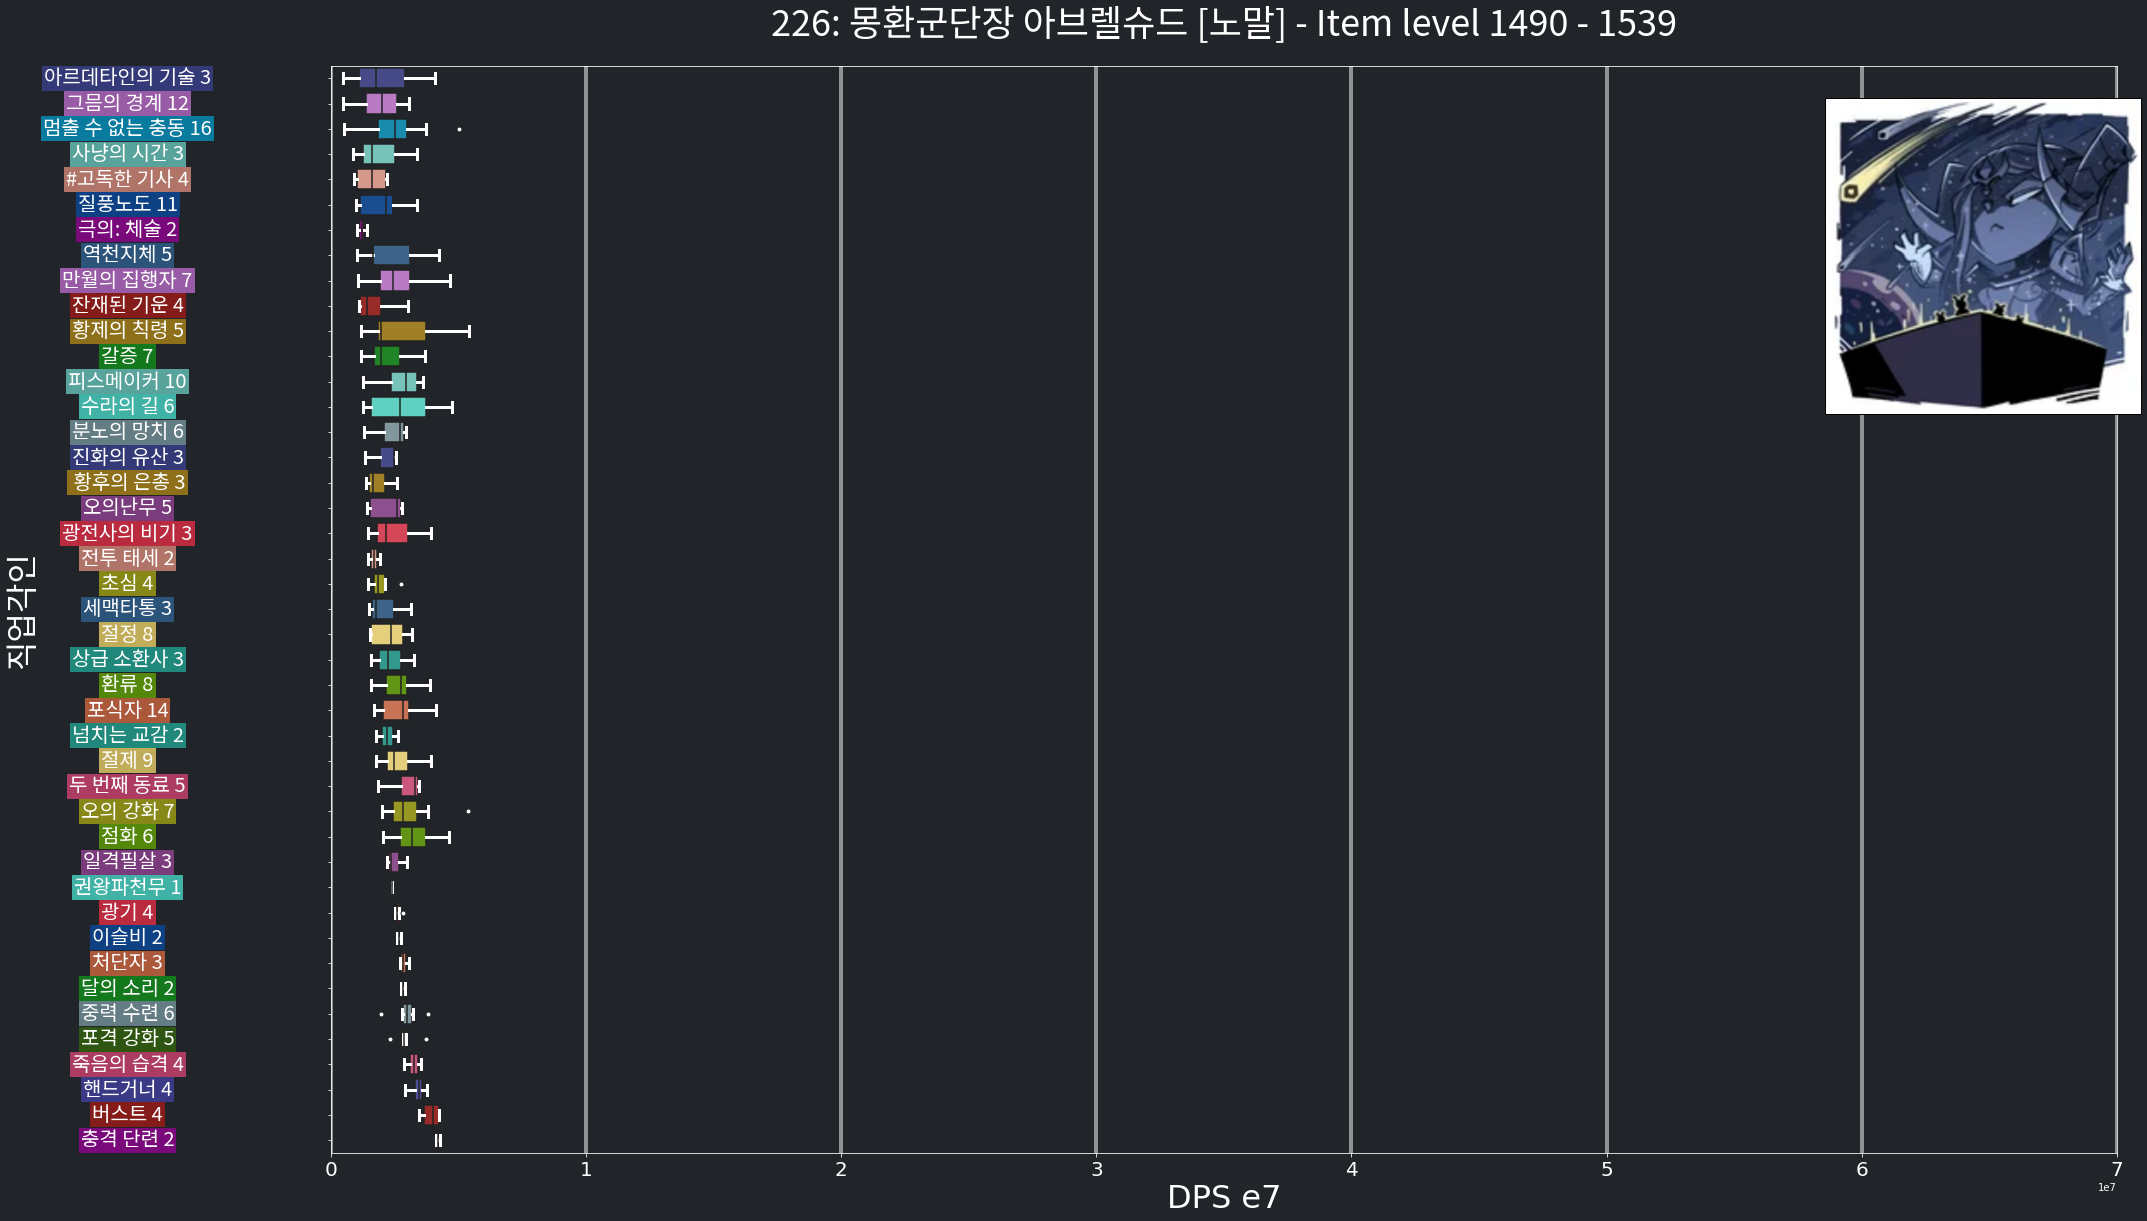 226: 몽환군단장 아브렐슈드 [노말] - Item level 1490 - 1539
아르데타인의 기술 3
그믐의 경계 12
멈출 수 없는 충동 16
사냥의 시간 3
#고독한 기사 4
질풍노도 11
극의: 체술 2
역천지체 5
만월의 집행자 7
잔재된 기운 4
황제의 칙령 5
갈증 7
피스메이커 10
수라의 길 6
분노의 망치 6
진화의 유산 3
황후의 은총 3
오의난무 5
광전사의 비기 3
전투 태세 2
초심 4
세맥타통 3
절정 8
상급 소환사 3
환류 8
포식자 14
넘치는 교감 2
절제 9
두 번째 동료 5
오의 강화 7
점화 6
일격필살 3
권왕파천무 1
광기 4
이슬비 2
처단자 3
달의 소리 2
중력 수련 6
포격 강화 5
죽음의 습격 4
핸드거너 4
버스트 4
충격 단련 2
직업각인
0 1 2 3 4 5 6 7
1e7
DPS e7